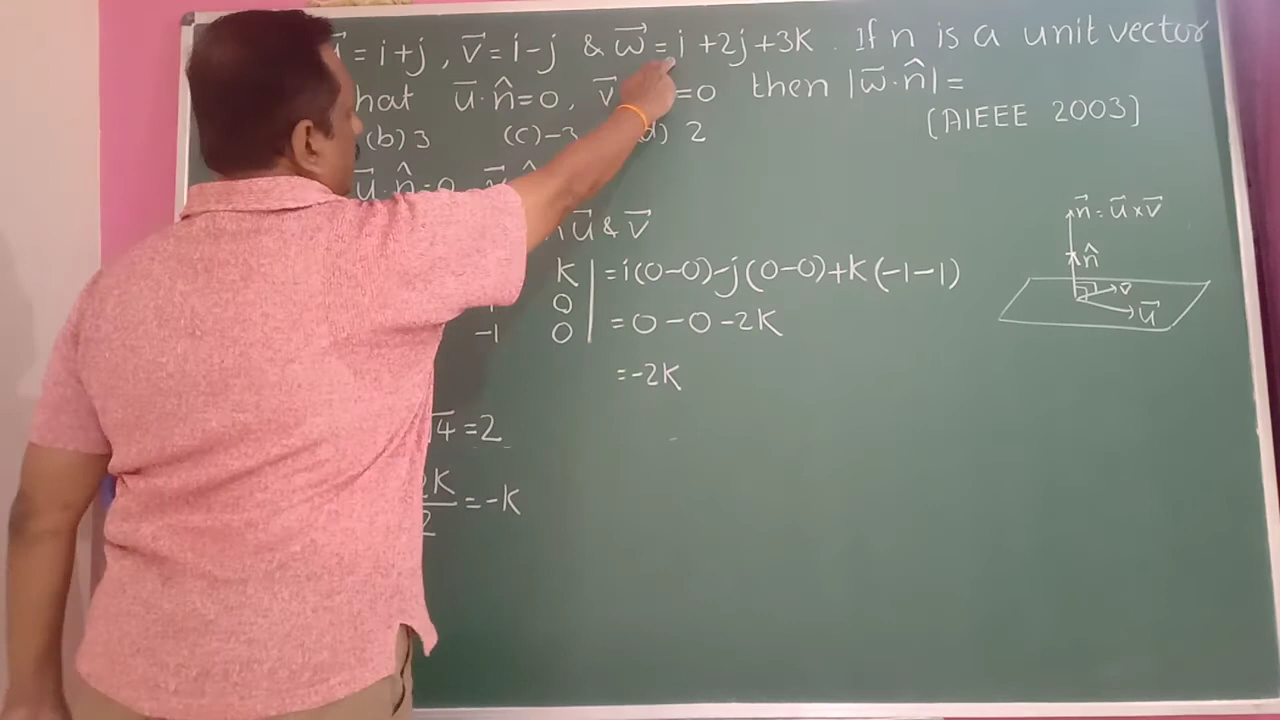 u⃗ = i+j , v⃗ = i-j & w⃗ = i +2j+3k . If n is a unit vector
hat u⃗·n̂=0, v⃗ =0 then |w⃗·n̂| =
(b) 3 (c) -3 d) 2 [AIEEE 2003]
u⃗·n̂=0
u⃗ & v⃗
n⃗ = u⃗×v⃗
n̂
v
u⃗
k | = i(0-0)-j(0-0)+k(-1-1)
0 = 0-0-2k
-1 0
= -2k
√4 = 2
2k/2 = -k